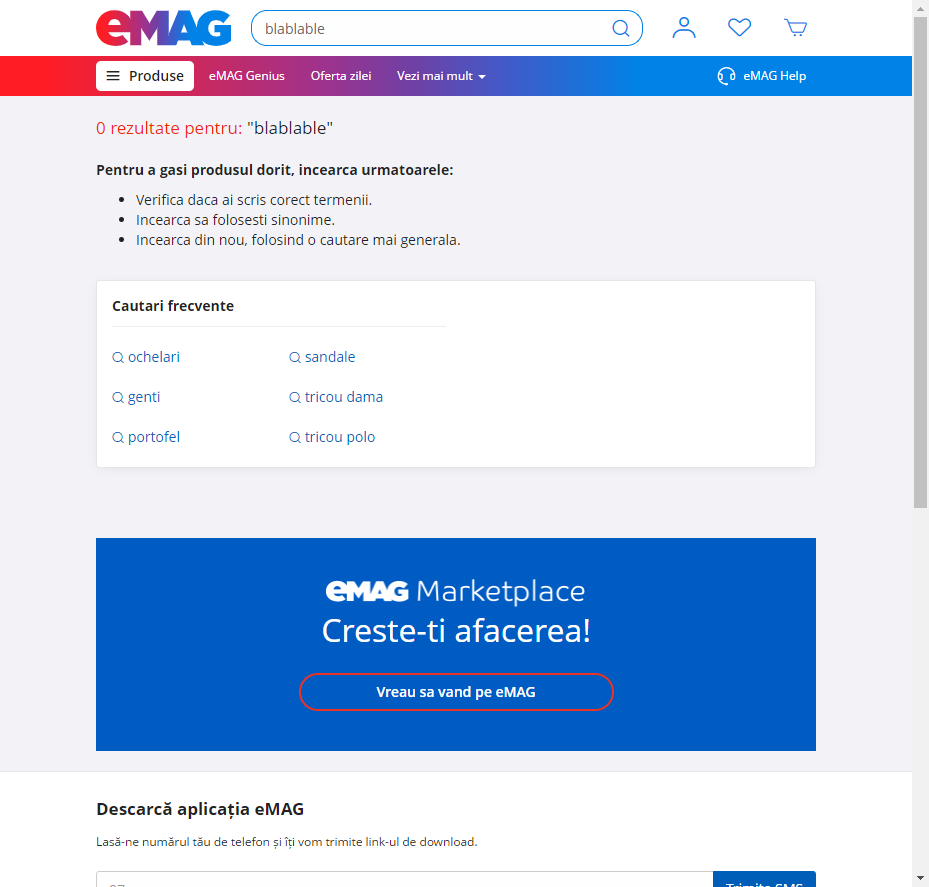 eMAG
blablable
Produse
eMAG Genius
Oferta zilei
Vezi mai mult
eMAG Help
0 rezultate pentru: "blablable"
Pentru a gasi produsul dorit, incearca urmatoarele:
Verifica daca ai scris corect termenii.
Incearca sa folosesti sinonime.
Incearca din nou, folosind o cautare mai generala.
Cautari frecvente
ochelari
sandale
genti
tricou dama
portofel
tricou polo
eMAG Marketplace
Creste-ti afacerea!
Vreau sa vand pe eMAG
Descarcă aplicația eMAG
Lasă-ne numărul tău de telefon și îți vom trimite link-ul de download.
07
Trimite SMS